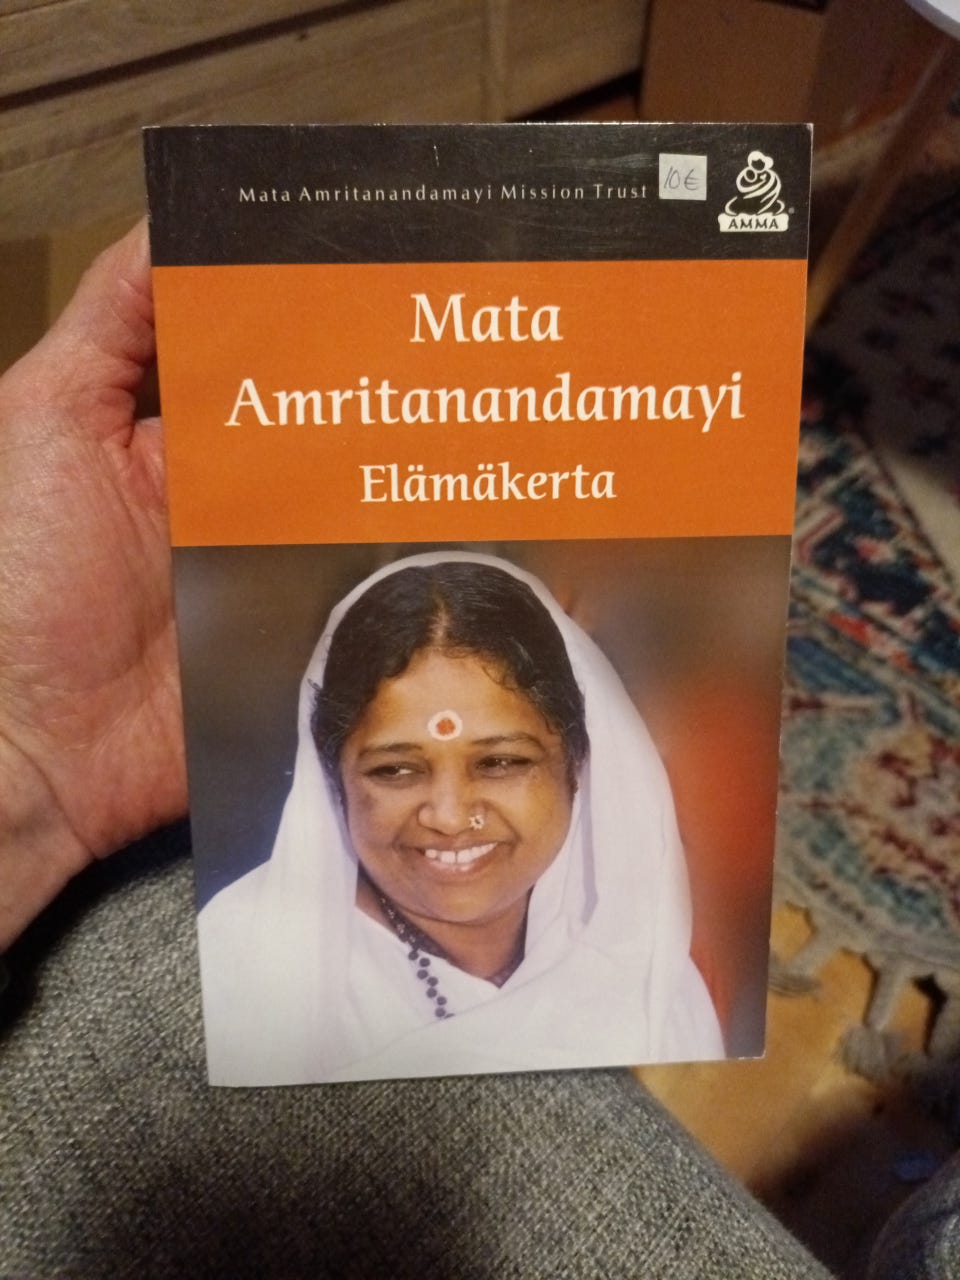 Mata Amritanandamayi Mission Trust
10€
AMMA
®
Mata
Amritanandamayi
Elämäkerta